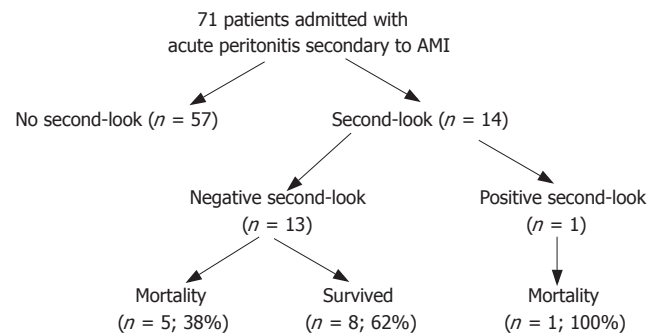 71 patients admitted with
acute peritonitis secondary to AMI
No second-look (n = 57)
Second-look (n = 14)
Negative second-look
(n = 13)
Positive second-look
(n = 1)
Mortality
(n = 5; 38%)
Survived
(n = 8; 62%)
Mortality
(n = 1; 100%)